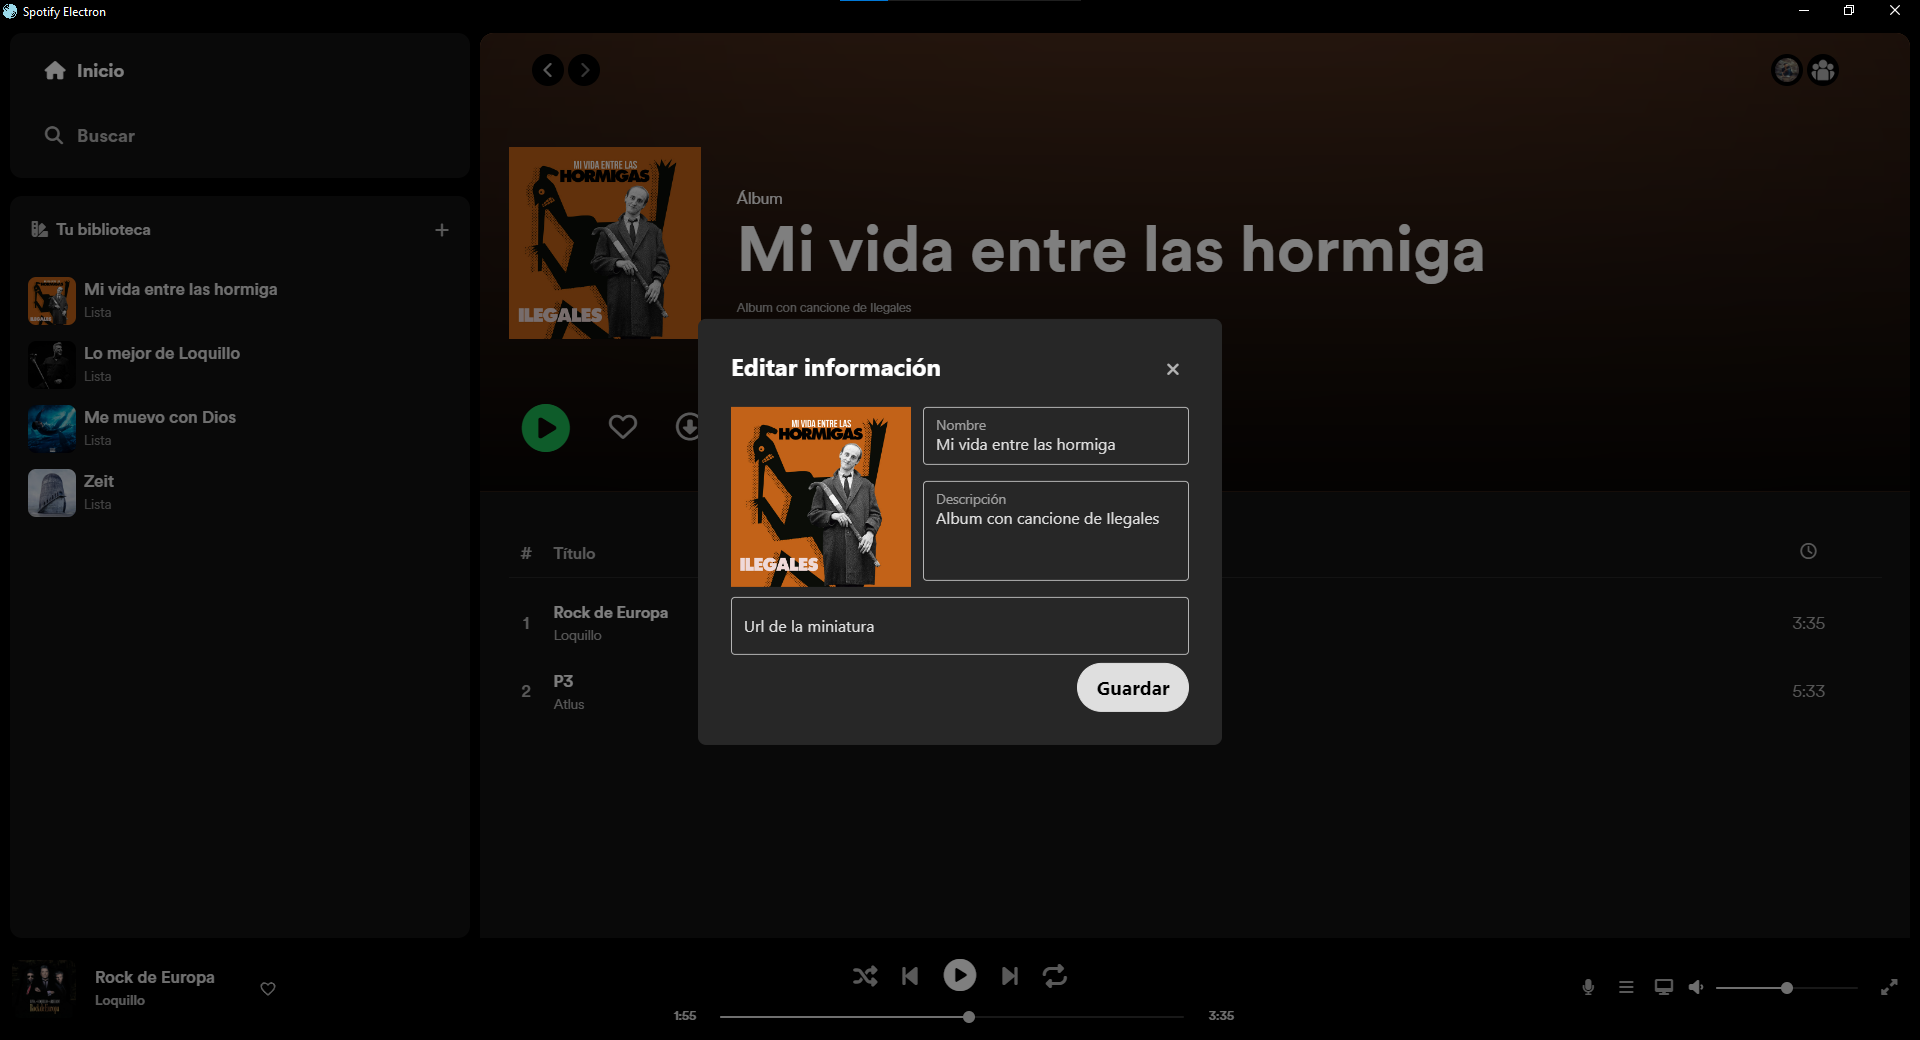 Spotify Electron
Inicio
Buscar
Tu biblioteca
Mi vida entre las hormiga
Lista
Lo mejor de Loquillo
Lista
Me muevo con Dios
Lista
Zeit
Lista
MI VIDA ENTRE LAS
HORMIGAS
ILEGALES
Álbum
Mi vida entre las hormiga
Album con cancione de Ilegales
# Título
1 Rock de Europa 3:35
Loquillo
2 P3 5:33
Atlus
Editar información
MI VIDA ENTRE LAS
HORMIGAS
ILEGALES
Nombre
Mi vida entre las hormiga
Descripción
Album con cancione de Ilegales
Url de la miniatura
Guardar
Rock de Europa
Loquillo
1:55
3:35